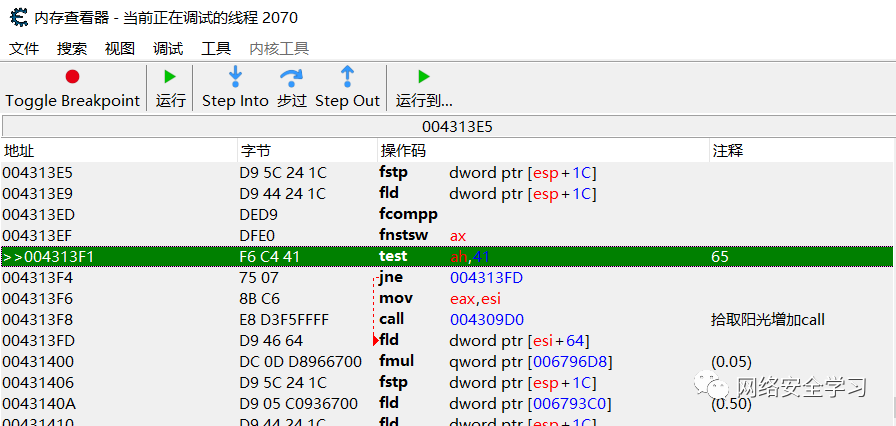 内存查看器 - 当前正在调试的线程 2070
文件 搜索 视图 调试 工具 内核工具
Toggle Breakpoint 运行 Step Into 步过 Step Out 运行到...
004313E5
地址 字节 操作码 注释
004313E5 D9 5C 24 1C fstp dword ptr [esp+1C]
004313E9 D9 44 24 1C fld dword ptr [esp+1C]
004313ED DED9 fcompp
004313EF DFE0 fnstsw ax
>>004313F1 F6 C4 41 test ah,41 65
004313F4 75 07 jne 004313FD
004313F6 8B C6 mov eax,esi
004313F8 E8 D3F5FFFF call 004309D0 拾取阳光增加call
004313FD D9 46 64 fld dword ptr [esi+64]
00431400 DC 0D D8966700 fmul qword ptr [006796D8] (0.05)
00431406 D9 5C 24 1C fstp dword ptr [esp+1C]
0043140A D9 05 C0936700 fld dword ptr [006793C0] (0.50)
00431410 D9 44 24 1C fld dword ptr [esp+1C]
网络安全学习